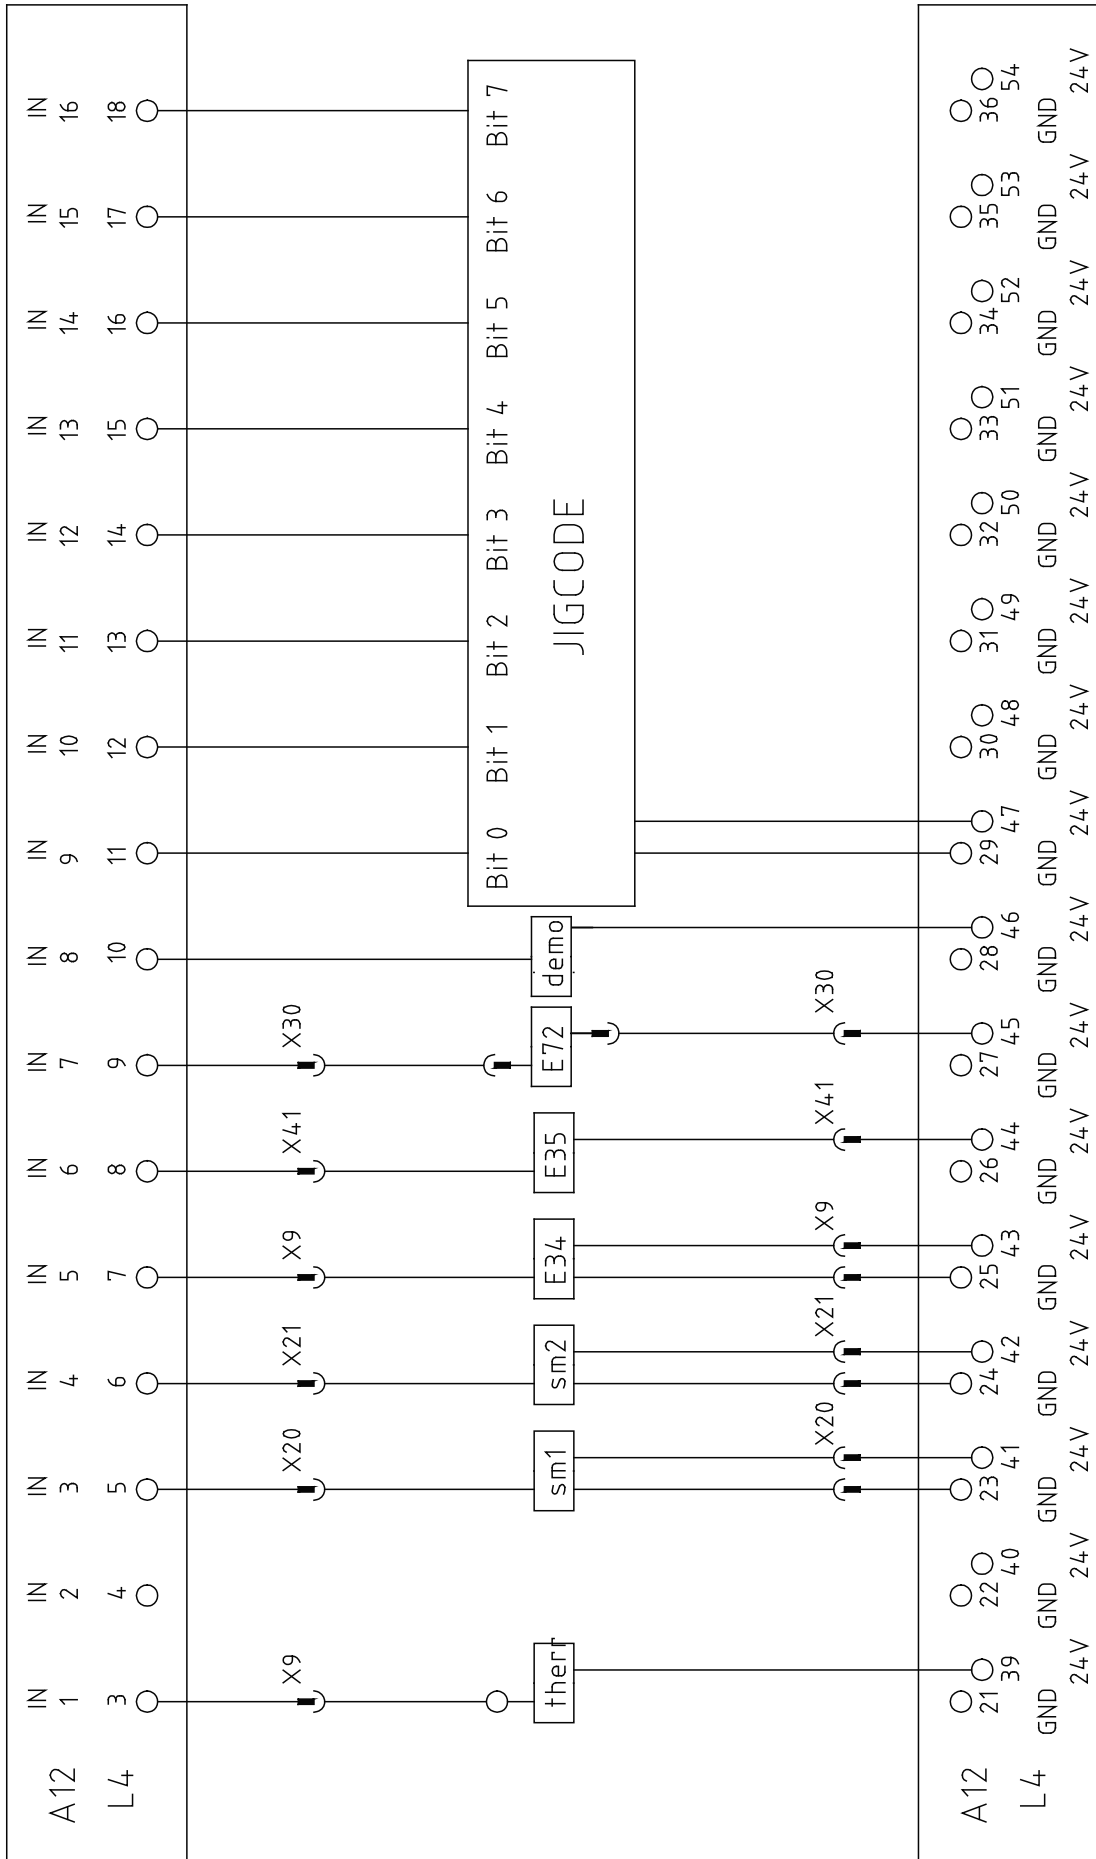 A12 IN IN IN IN IN IN IN IN IN IN IN IN IN IN IN IN
1 2 3 4 5 6 7 8 9 10 11 12 13 14 15 16
L4 3 4 5 6 7 8 9 10 11 12 13 14 15 16 17 18
X9 X20 X21 X9 X41 X30
Bit 0 Bit 1 Bit 2 Bit 3 Bit 4 Bit 5 Bit 6 Bit 7
therr sm1 sm2 E34 E35 E72 demo
JIGCODE
X20 X21 X9 X41 X30
A12 21 22 23 24 25 26 27 28 29 30 31 32 33 34 35 36
39 40 41 42 43 44 45 46 47 48 49 50 51 52 53 54
L4 GND GND GND GND GND GND GND GND GND GND GND GND GND GND GND GND
24V 24V 24V 24V 24V 24V 24V 24V 24V 24V 24V 24V 24V 24V 24V 24V